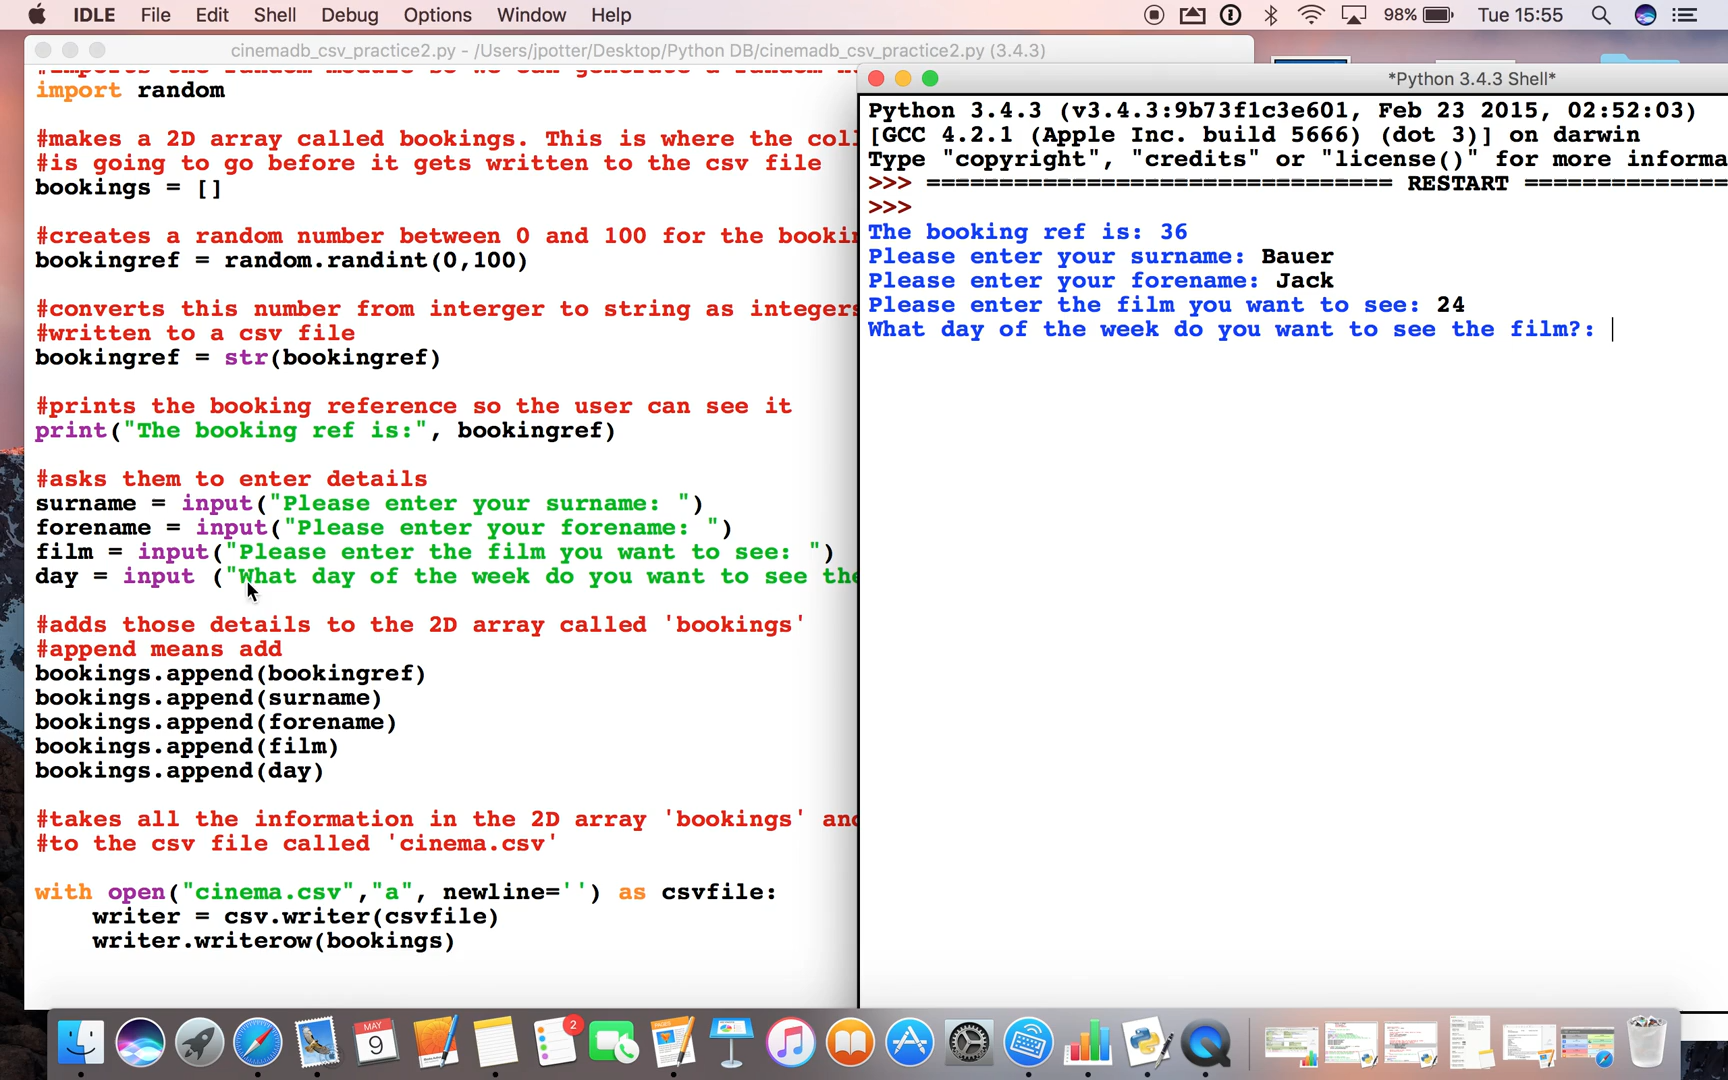 IDLE File Edit Shell Debug Options Window Help 98% Tue 15:55
cinemadb_csv_practice2.py - /Users/jpotter/Desktop/Python DB/cinemadb_csv_practice2.py (3.4.3)
#imports the random module so we can generate a random
import random
#makes a 2D array called bookings. This is where the
#is going to go before it gets written to the csv file
bookings = []
#creates a random number between 0 and 100 for the
bookingref = random.randint(0,100)
#converts this number from interger to string as integers
#written to a csv file
bookingref = str(bookingref)
#prints the booking reference so the user can see it
print("The booking ref is:", bookingref)
#asks them to enter details
surname = input("Please enter your surname: ")
forename = input("Please enter your forename: ")
film = input("Please enter the film you want to see: ")
day = input ("What day of the week do you want to see the
#adds those details to the 2D array called 'bookings'
#append means add
bookings.append(bookingref)
bookings.append(surname)
bookings.append(forename)
bookings.append(film)
bookings.append(day)
#takes all the information in the 2D array 'bookings' and
#to the csv file called 'cinema.csv'
with open("cinema.csv","a", newline='') as csvfile:
writer = csv.writer(csvfile)
writer.writerow(bookings)
*Python 3.4.3 Shell*
Python 3.4.3 (v3.4.3:9b73f1c3e601, Feb 23 2015, 02:52:03)
[GCC 4.2.1 (Apple Inc. build 5666) (dot 3)] on darwin
Type "copyright", "credits" or "license()" for more informa
>>> ================================ RESTART ==============
>>>
The booking ref is: 36
Please enter your surname: Bauer
Please enter your forename: Jack
Please enter the film you want to see: 24
What day of the week do you want to see the film?:
MAY
9
2
PAGES